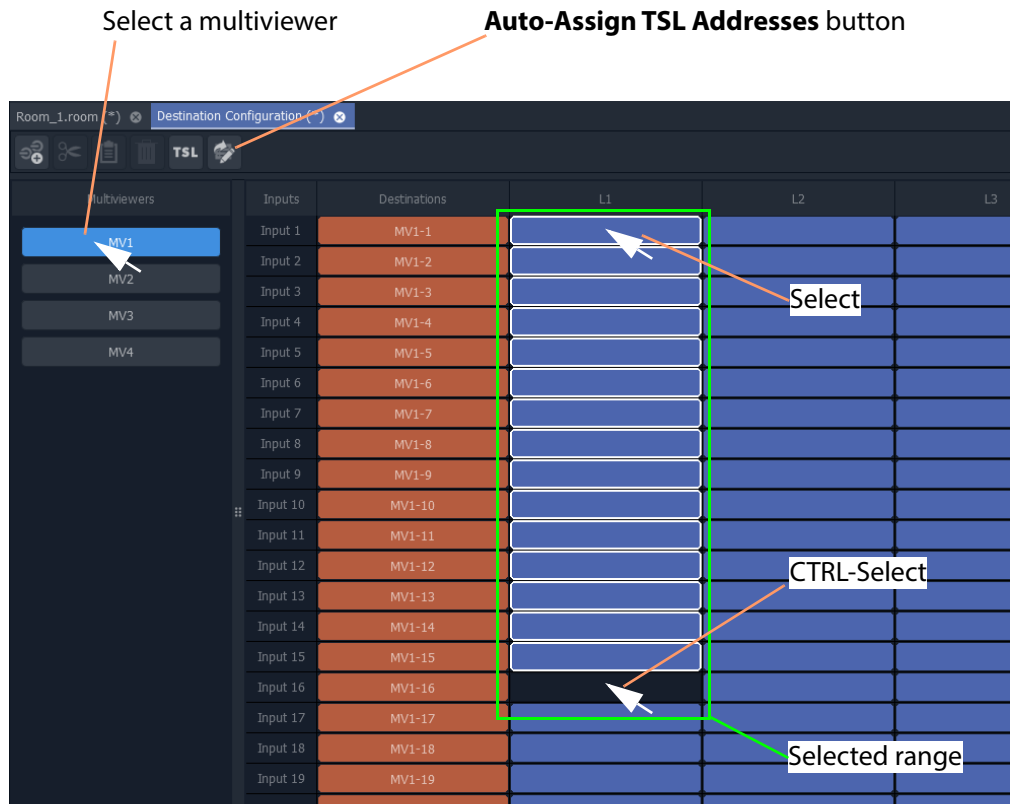 Select a multiviewer
Auto-Assign TSL Addresses button
Room_1.room (*)
Destination Configuration (*)
TSL
Multiviewers
Inputs
Destinations
L1
L2
L3
MV1
MV2
MV3
MV4
Input 1 MV1-1
Input 2 MV1-2
Input 3 MV1-3
Select
Input 4 MV1-4
Input 5 MV1-5
Input 6 MV1-6
Input 7 MV1-7
Input 8 MV1-8
Input 9 MV1-9
Input 10 MV1-10
Input 11 MV1-11
Input 12 MV1-12
CTRL-Select
Input 13 MV1-13
Input 14 MV1-14
Input 15 MV1-15
Input 16 MV1-16
Input 17 MV1-17
Input 18 MV1-18
Selected range
Input 19 MV1-19